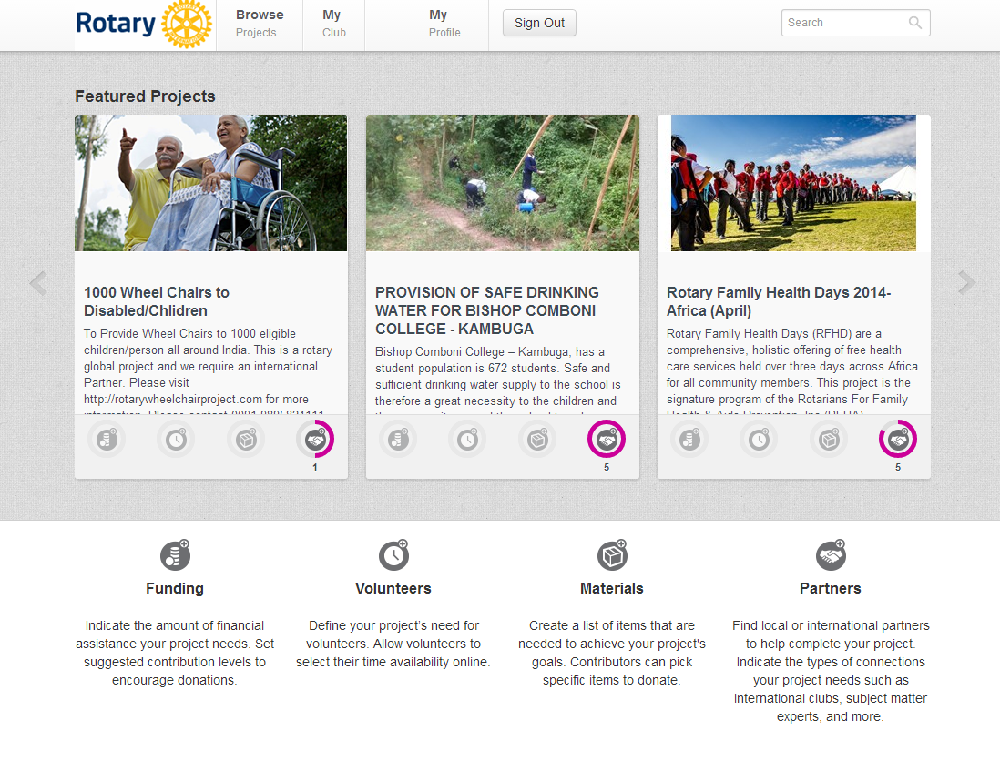 Rotary
Browse
Projects
My
Club
My
Profile
Sign Out
Search
Featured Projects
1000 Wheel Chairs to
Disabled/Chlidren
To Provide Wheel Chairs to 1000 eligible
children/person all around India. This is a rotary
global project and we require an international
Partner. Please visit
http://rotarywheelchairproject.com for more
information. Please contact 0091 9895824111
1
PROVISION OF SAFE DRINKING
WATER FOR BISHOP COMBONI
COLLEGE - KAMBUGA
Bishop Comboni College – Kambuga, has a
student population is 672 students. Safe and
sufficient drinking water supply to the school is
therefore a great necessity to the children and
5
Rotary Family Health Days 2014-
Africa (April)
Rotary Family Health Days (RFHD) are a
comprehensive, holistic offering of free health
care services held over three days across Africa
for all community members. This project is the
signature program of the Rotarians For Family
Health & Aids Prevention, Inc (RFHA)
5
Funding
Indicate the amount of financial
assistance your project needs. Set
suggested contribution levels to
encourage donations.
Volunteers
Define your project's need for
volunteers. Allow volunteers to
select their time availability online.
Materials
Create a list of items that are
needed to achieve your project's
goals. Contributors can pick
specific items to donate.
Partners
Find local or international partners
to help complete your project.
Indicate the types of connections
your project needs such as
international clubs, subject matter
experts, and more.